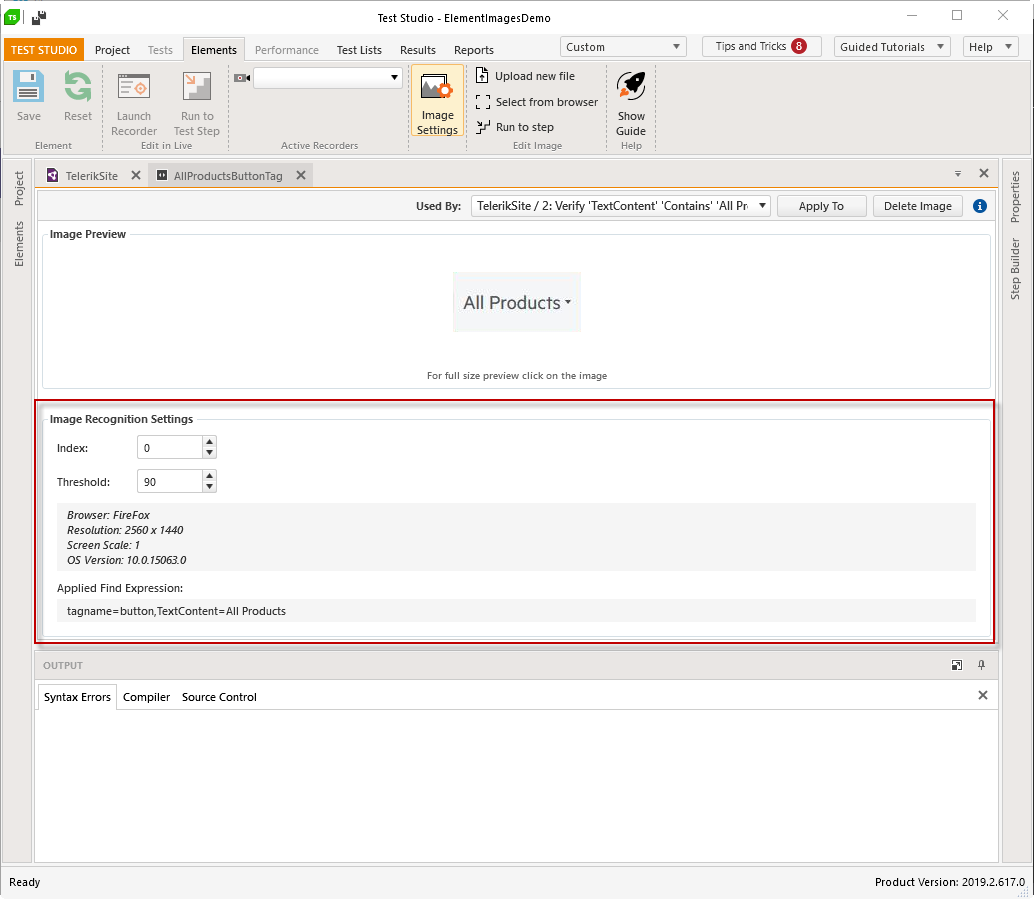 TS
Test Studio - ElementImagesDemo
TEST STUDIO Project Tests Elements Performance Test Lists Results Reports Custom Tips and Tricks 8 Guided Tutorials Help
Save
Reset
Launch
Recorder
Run to
Test Step
Image
Settings
Upload new file
Select from browser
Run to step
Show
Guide
Element Edit in Live Active Recorders Edit Image Help
Project
Elements
TelerikSite AllProductsButtonTag
Properties
Step Builder
Used By: TelerikSite / 2: Verify 'TextContent' 'Contains' 'All Pr Apply To Delete Image
Image Preview
All Products
For full size preview click on the image
Image Recognition Settings
Index: 0
Threshold: 90
Browser: FireFox
Resolution: 2560 x 1440
Screen Scale: 1
OS Version: 10.0.15063.0
Applied Find Expression:
tagname=button,TextContent=All Products
OUTPUT
Syntax Errors Compiler Source Control
Ready Product Version: 2019.2.617.0